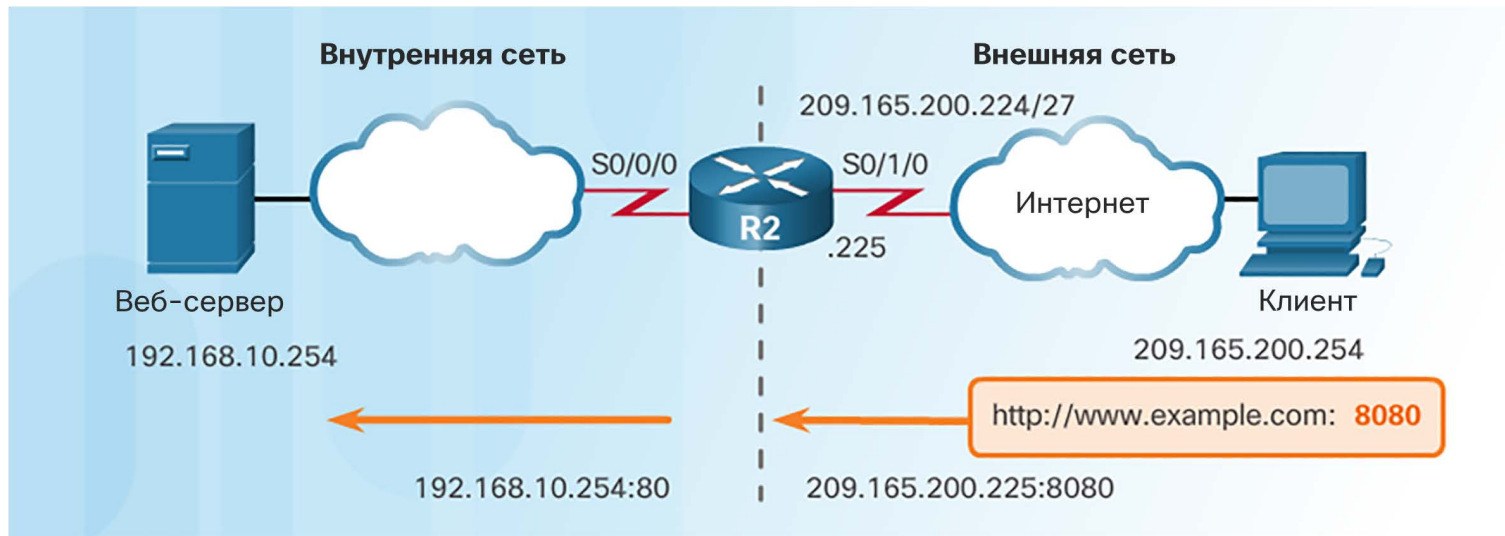 Внутренняя сеть
Внешняя сеть
209.165.200.224/27
S0/0/0
S0/1/0
R2
.225
Интернет
Веб-сервер
Клиент
192.168.10.254
209.165.200.254
http://www.example.com: 8080
192.168.10.254:80
209.165.200.225:8080